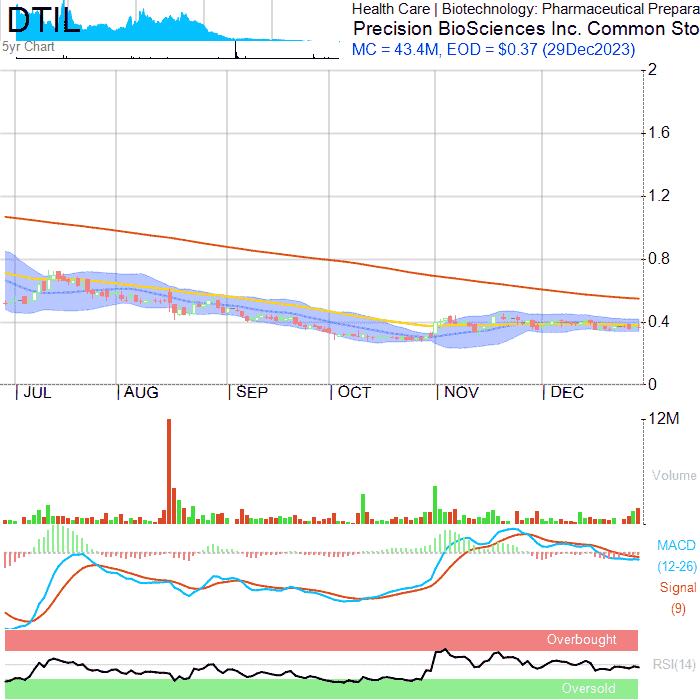 DTIL
5yr Chart
Health Care | Biotechnology: Pharmaceutical Prepara
Precision BioSciences Inc. Common Sto
MC = 43.4M, EOD = $0.37 (29Dec2023)
2
1.6
1.2
0.8
0.4
0
JUL AUG SEP OCT NOV DEC
12M
Volume
MACD
(12-26)
Signal
(9)
Overbought
RSI(14)
Oversold